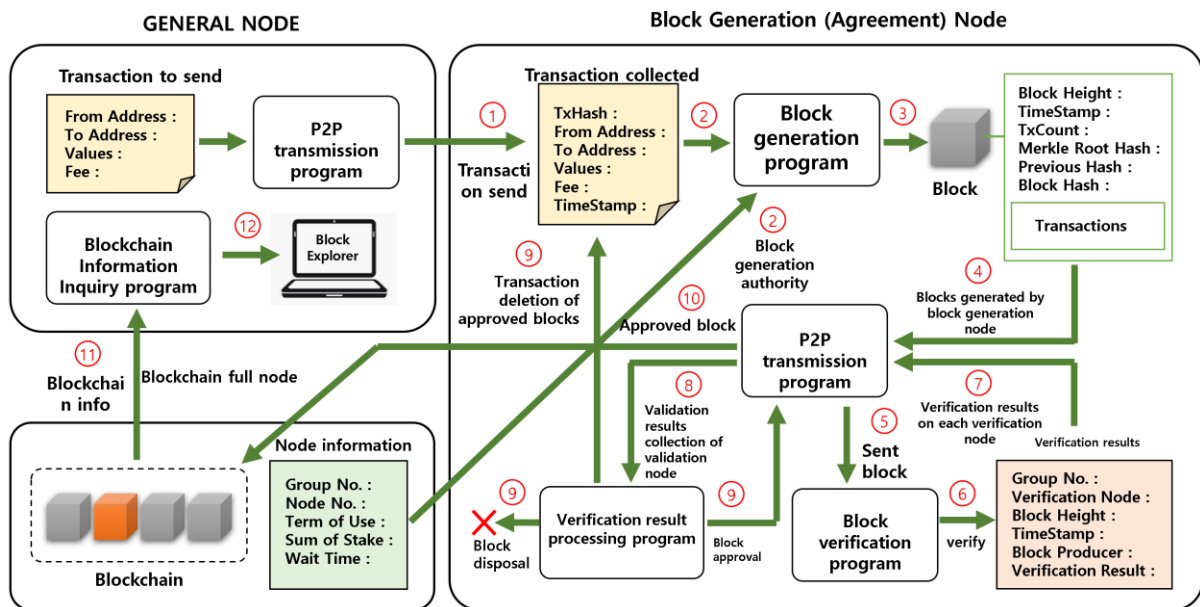 GENERAL NODE
Block Generation (Agreement) Node
Transaction to send
From Address :
To Address :
Values :
Fee :
P2P
transmission
program
1
Transacti
on send
Transaction collected
TxHash :
From Address :
To Address :
Values :
Fee :
TimeStamp :
2
Block
generation
program
3
Block
Block Height :
TimeStamp :
TxCount :
Merkle Root Hash :
Previous Hash :
Block Hash :
Transactions
Blockchain
Information
Inquiry program
12
Block
Explorer
9
Transaction
deletion of
approved blocks
2
Block
generation
authority
4
Blocks generated by
block generation
node
10
Approved block
P2P
transmission
program
11
Blockchai
n info
Blockchain full node
8
Validation
results
collection of
validation
node
5
Sent
block
7
Verification results
on each verification
node
Verification results
Blockchain
Node information
Group No. :
Node No. :
Term of Use :
Sum of Stake :
Wait Time :
9
Block
disposal
Verification result
processing program
9
Block
approval
Block
verification
program
6
verify
Group No. :
Verification Node :
Block Height :
TimeStamp :
Block Producer :
Verification Result :